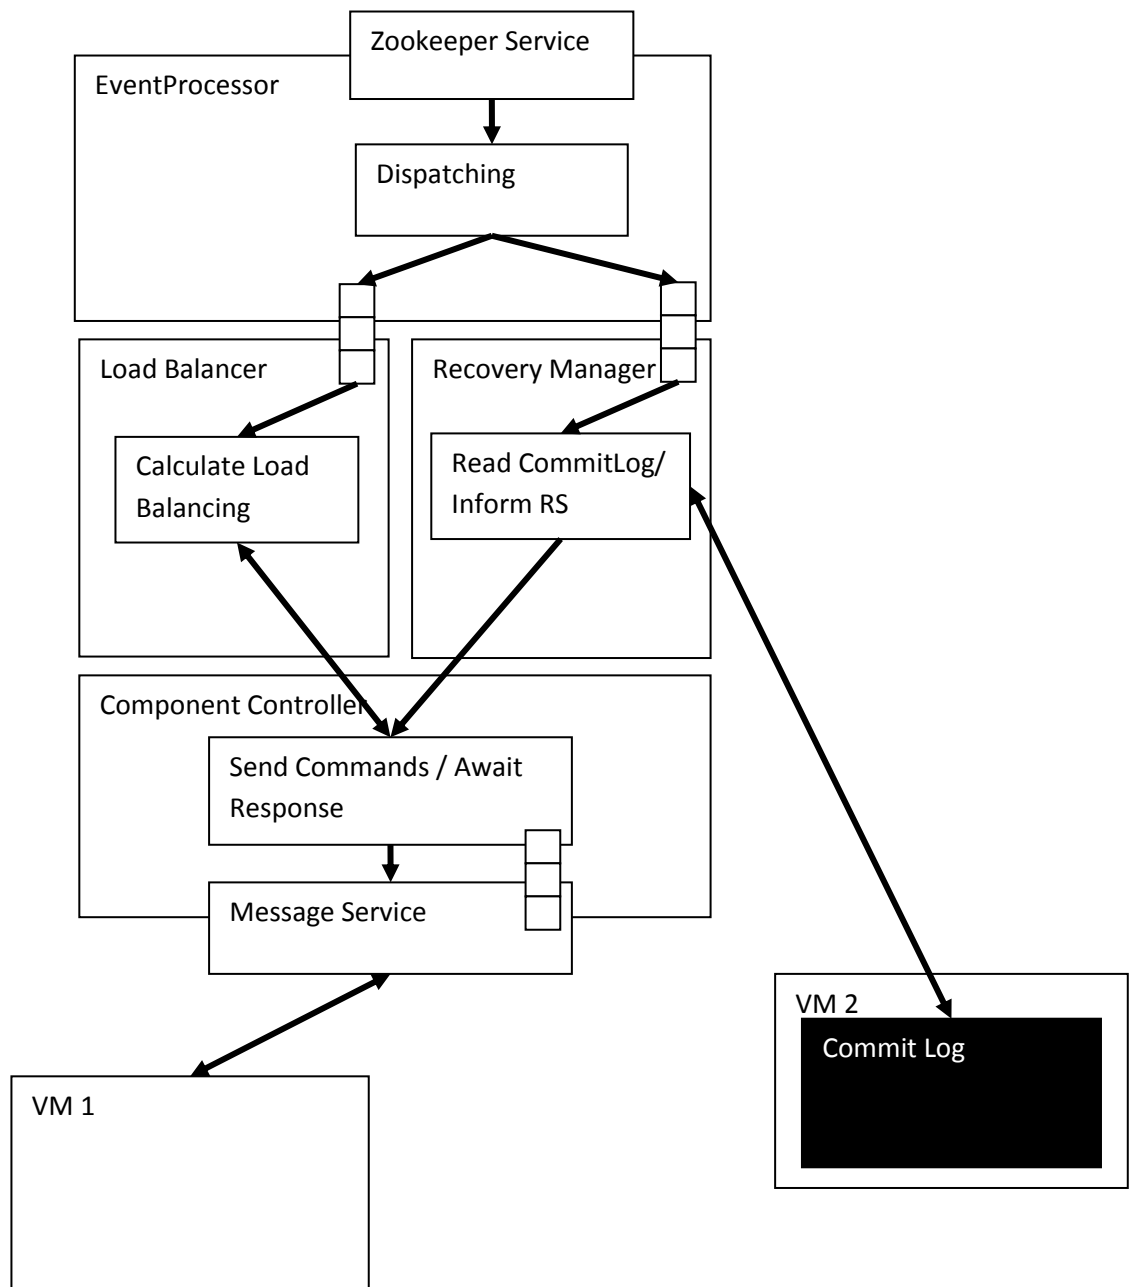 Zookeeper Service
EventProcessor
Dispatching
Load Balancer
Recovery Manager
Calculate Load
Balancing
Read CommitLog/
Inform RS
Component Controller
Send Commands / Await
Response
Message Service
VM 2
Commit Log
VM 1